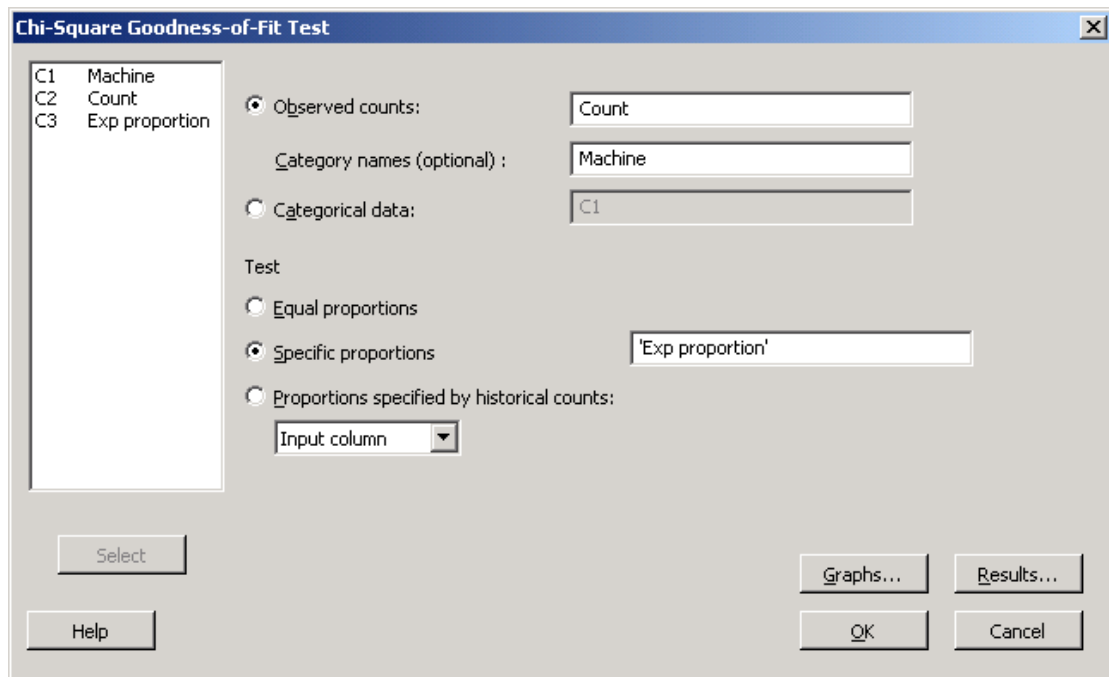 Chi-Square Goodness-of-Fit Test
C1 Machine
C2 Count
C3 Exp proportion
Observed counts: Count
Category names (optional) : Machine
Categorical data: C1
Test
Equal proportions
Specific proportions 'Exp proportion'
Proportions specified by historical counts:
Input column
Select
Graphs... Results...
Help OK Cancel